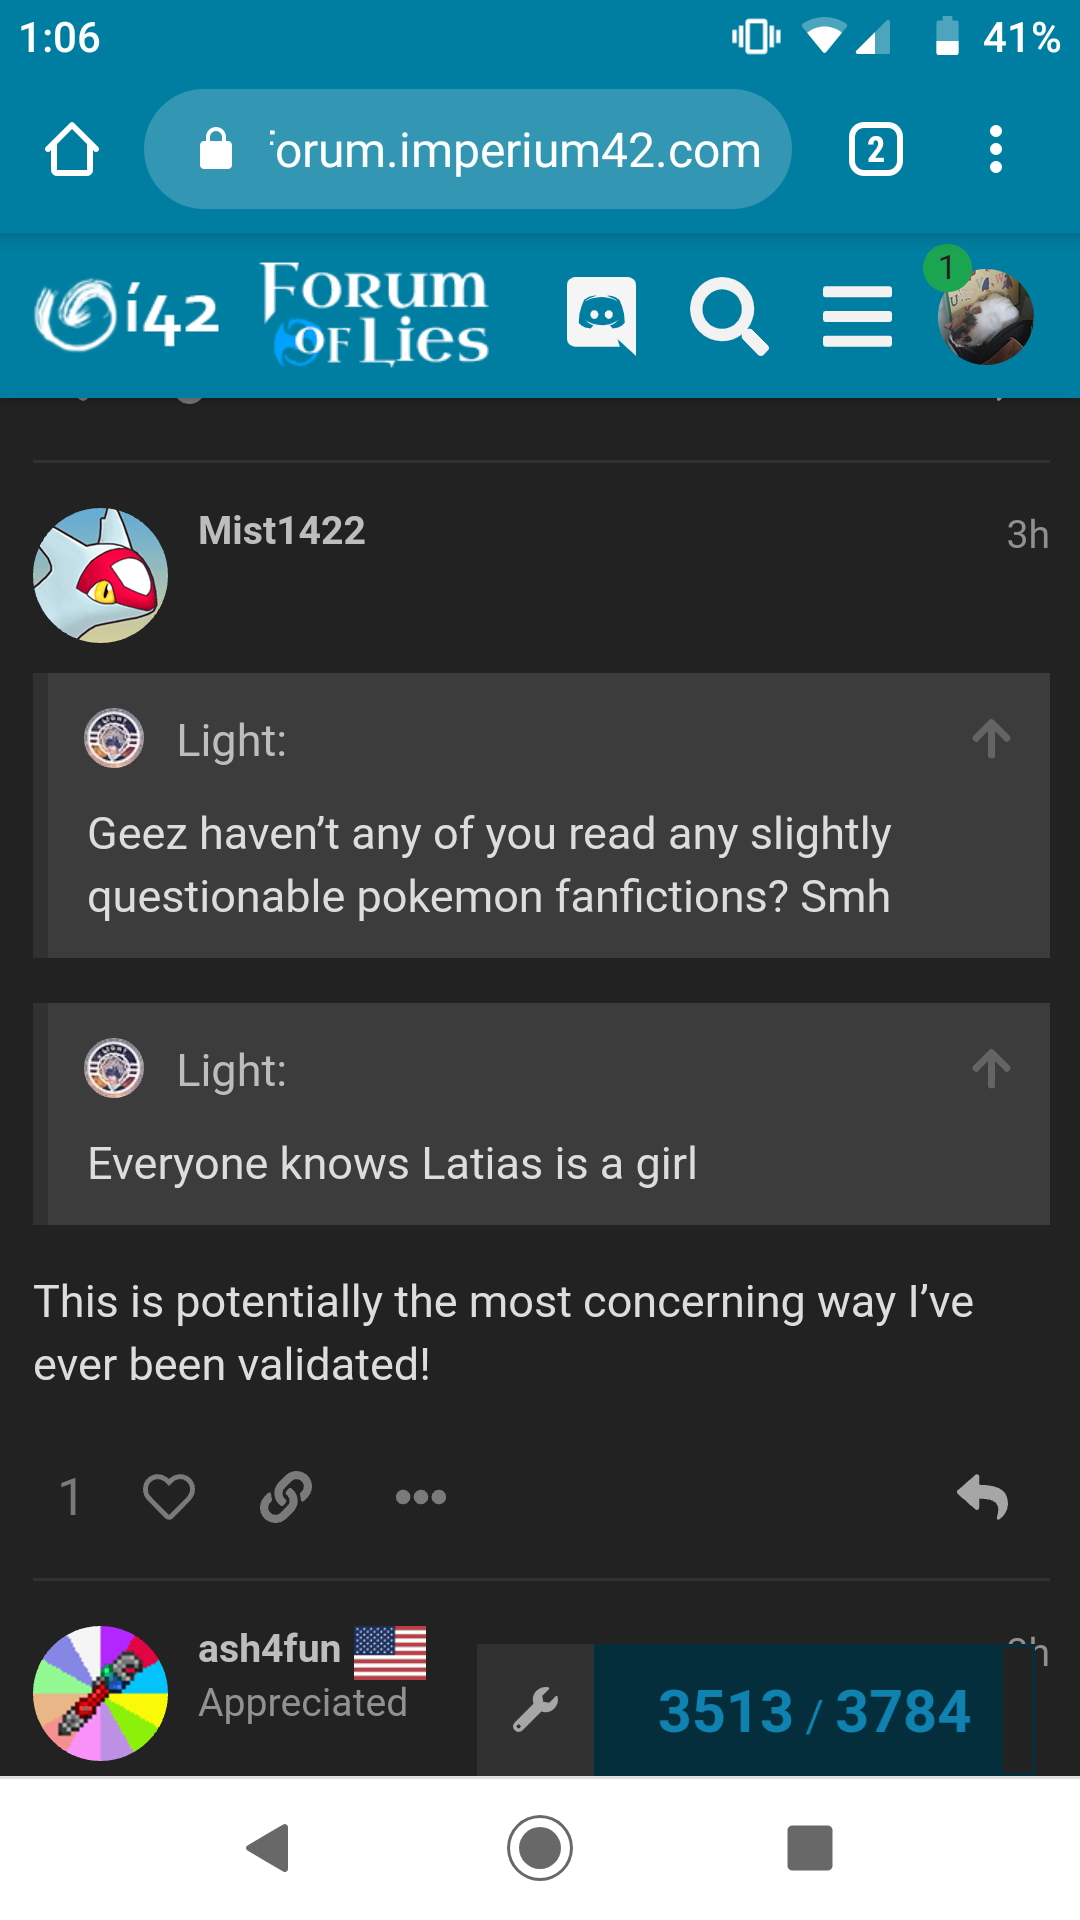 1:06
41%
forum.imperium42.com
2
i42
FORUM
OF LIES
1
Mist1422
3h
Light:
Geez haven’t any of you read any slightly
questionable pokemon fanfictions? Smh
Light:
Everyone knows Latias is a girl
This is potentially the most concerning way I’ve
ever been validated!
1
ash4fun
Appreciated
3513 / 3784